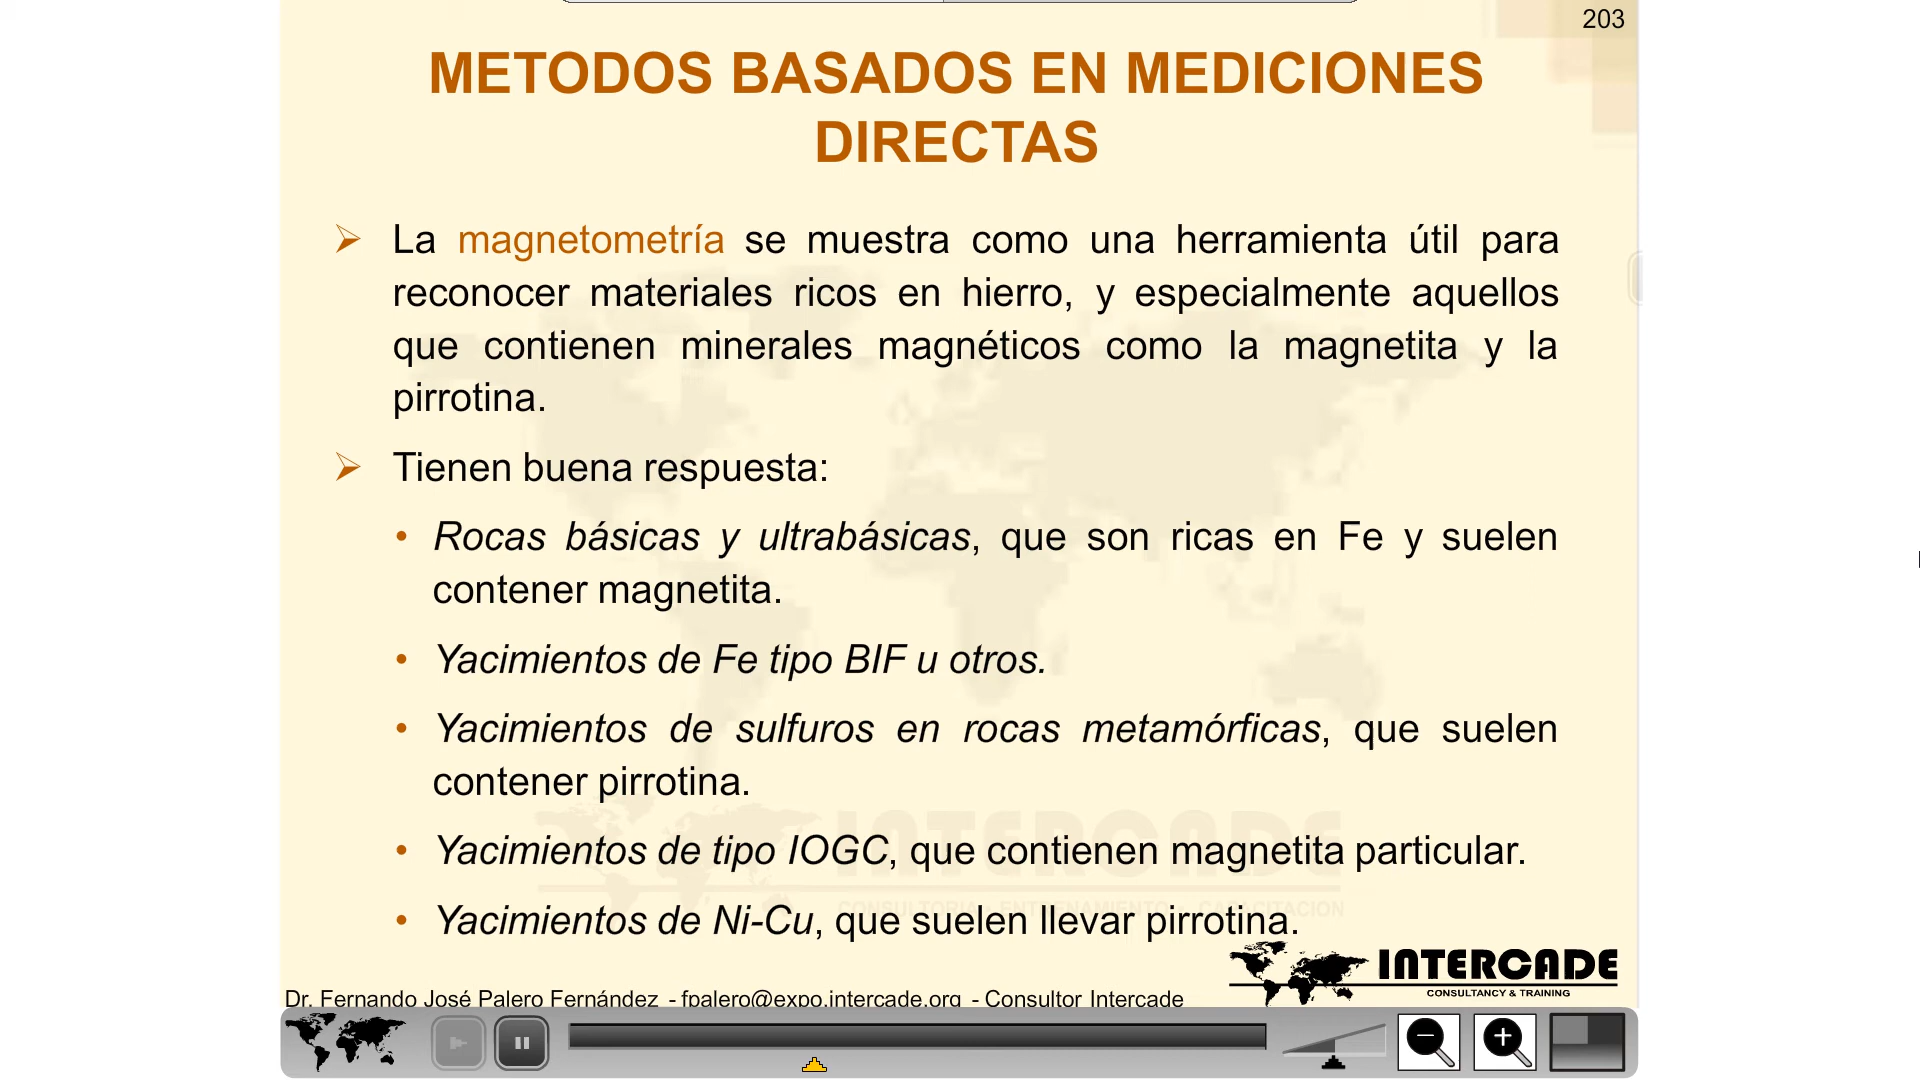 203
METODOS BASADOS EN MEDICIONES
DIRECTAS
La magnetometría se muestra como una herramienta útil para
reconocer materiales ricos en hierro, y especialmente aquellos
que contienen minerales magnéticos como la magnetita y la
pirrotina.
Tienen buena respuesta:
• Rocas básicas y ultrabásicas, que son ricas en Fe y suelen
contener magnetita.
• Yacimientos de Fe tipo BIF u otros.
• Yacimientos de sulfuros en rocas metamórficas, que suelen
contener pirrotina.
• Yacimientos de tipo IOGC, que contienen magnetita particular.
• Yacimientos de Ni-Cu, que suelen llevar pirrotina.
INTERCADE
CONSULTORIA • ENTRENAMIENTO • CAPACITACION
INTERCADE
CONSULTANCY & TRAINING
Dr. Fernando José Palero Fernández - fpalero@expo.intercade.org - Consultor Intercade